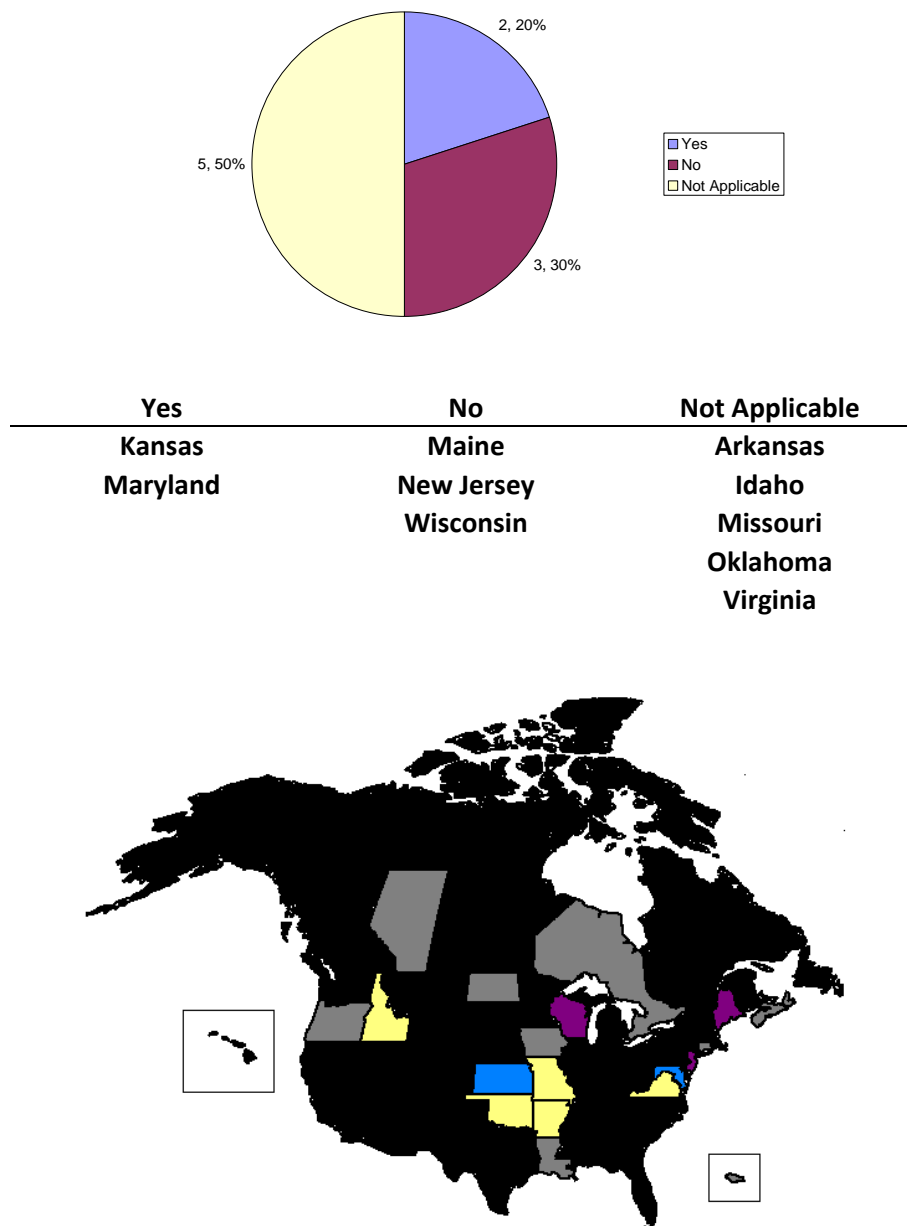 2, 20%
5, 50%
Yes
No
Not Applicable
3, 30%
Yes No Not Applicable
Kansas Maine Arkansas
Maryland New Jersey Idaho
Wisconsin Missouri
Oklahoma
Virginia